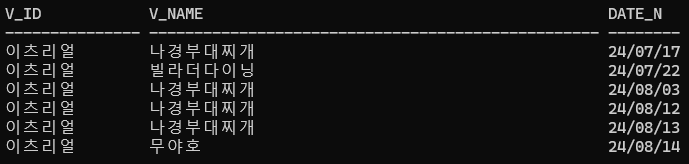 V_ID V_NAME DATE_N
--------------- -------------------------------------------------- --------
이츠리얼 나경부대찌개 24/07/17
이츠리얼 빌라더다이닝 24/07/22
이츠리얼 나경부대찌개 24/08/03
이츠리얼 나경부대찌개 24/08/12
이츠리얼 나경부대찌개 24/08/13
이츠리얼 무야호 24/08/14